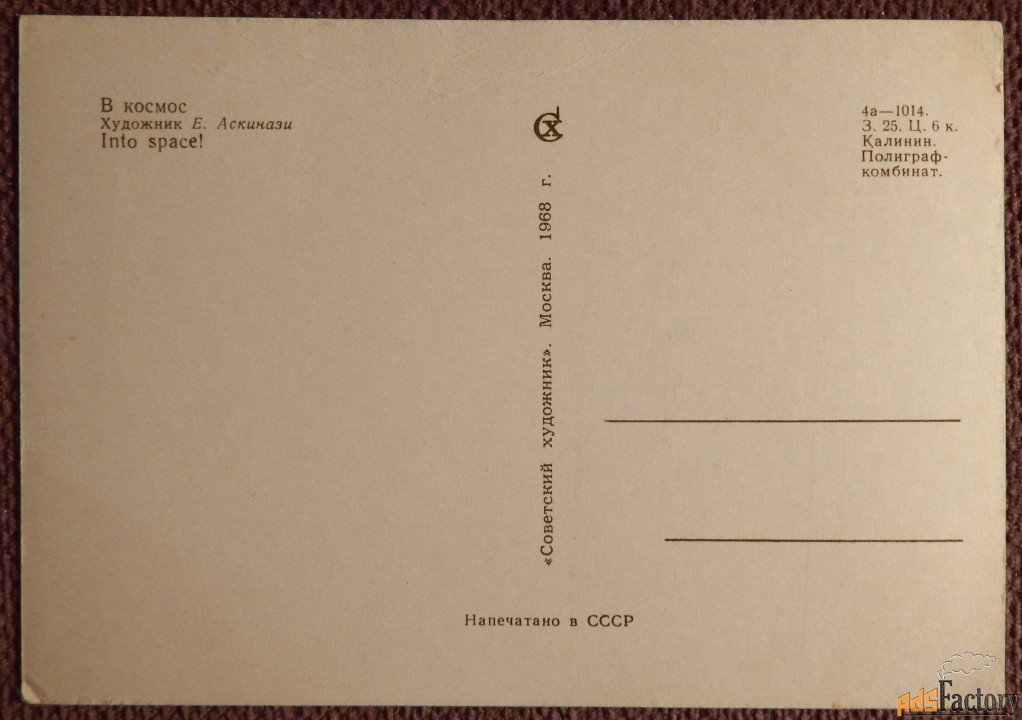 В космос
Художник Е. Аскинази
Into space!
СХ
«Советский художник». Москва. 1968 г.
4а—1014.
З. 25. Ц. 6 к.
Калинин.
Полиграф-
комбинат.
Напечатано в СССР
adsFactory